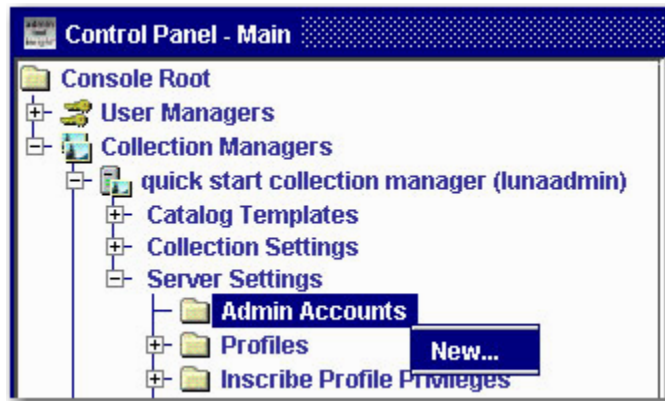 Control Panel - Main
Console Root
User Managers
Collection Managers
quick start collection manager (lunaadmin)
Catalog Templates
Collection Settings
Server Settings
Admin Accounts
Profiles
New...
Inscribe Profile Privileges